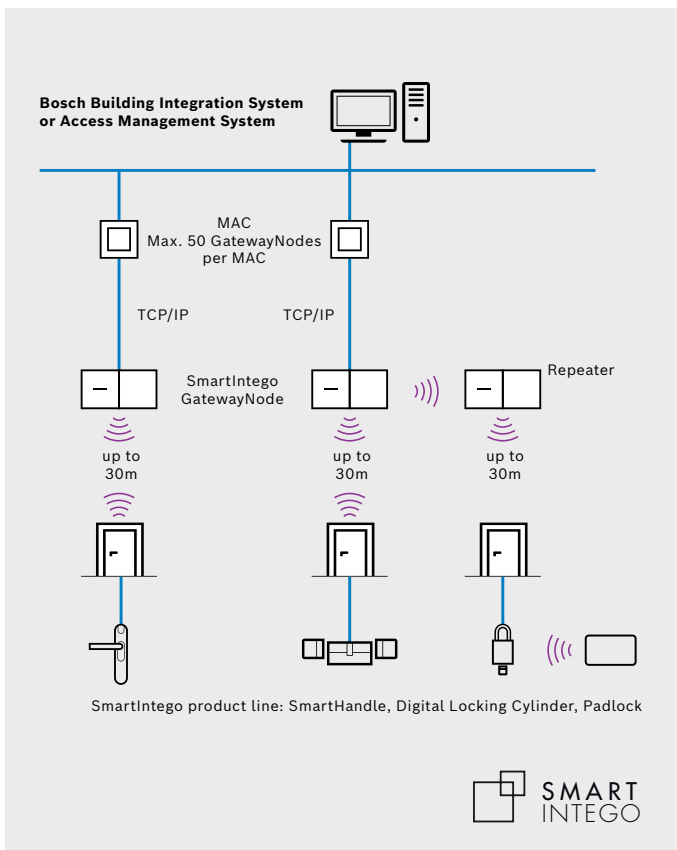 Bosch Building Integration System
or Access Management System
MAC
Max. 50 GatewayNodes
per MAC
TCP/IP
TCP/IP
SmartIntego
GatewayNode
Repeater
up to
30m
up to
30m
up to
30m
SmartIntego product line: SmartHandle, Digital Locking Cylinder, Padlock
SMART
INTEGO